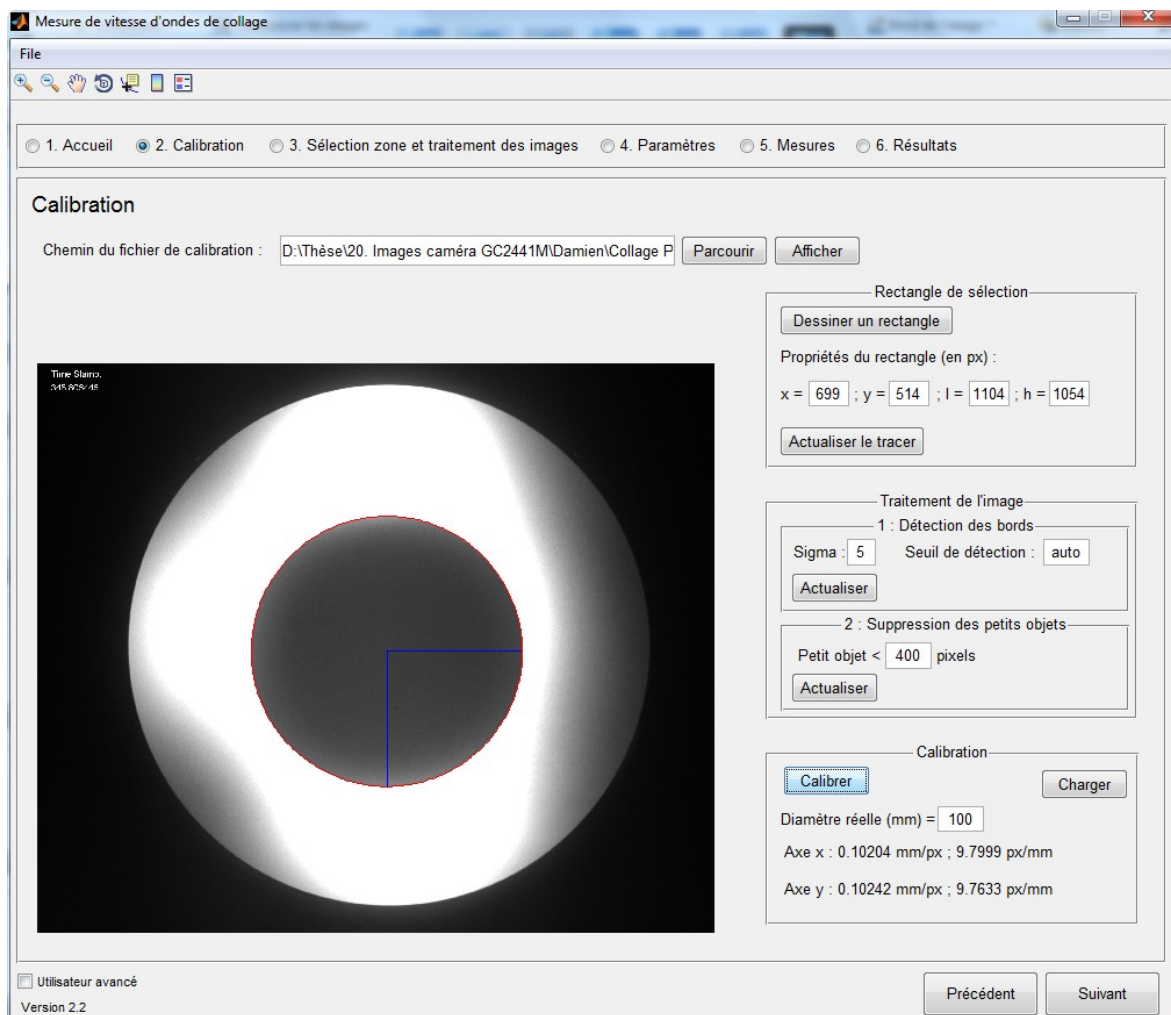 Mesure de vitesse d'ondes de collage
File
1. Accueil 2. Calibration 3. Sélection zone et traitement des images 4. Paramètres 5. Mesures 6. Résultats
Calibration
Chemin du fichier de calibration : D:\Thèse\20. Images caméra GC2441M\Damien\Collage P Parcourir Afficher
Rectangle de sélection
Dessiner un rectangle
Propriétés du rectangle (en px) :
x = 699 ; y = 514 ; l = 1104 ; h = 1054
Actualiser le tracer
Time Stamp.
Traitement de l'image
1 : Détection des bords
Sigma : 5 Seuil de détection : auto
Actualiser
2 : Suppression des petits objets
Petit objet < 400 pixels
Actualiser
Calibration
Calibrer Charger
Diamètre réelle (mm) = 100
Axe x : 0.10204 mm/px ; 9.7999 px/mm
Axe y : 0.10242 mm/px ; 9.7633 px/mm
Utilisateur avancé
Version 2.2
Précédent Suivant